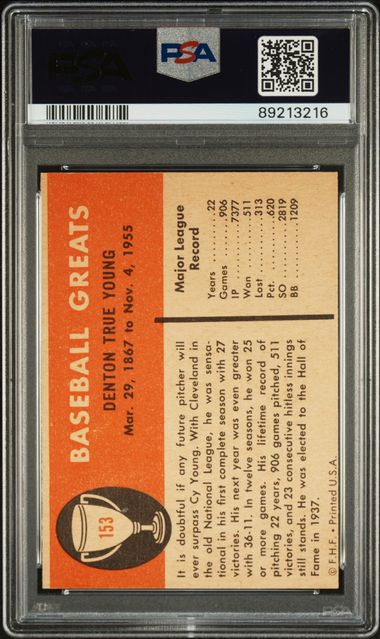 PSA
PSA
89213216
153
BASEBALL GREATS
DENTON TRUE YOUNG
Mar. 29, 1867 to Nov. 4, 1955
It is doubtful if any future pitcher will
ever surpass Cy Young. With Cleveland in
the old National League, he was sensa-
tional in his first complete season with 27
victories. His next year was even greater
with 36-11. In twelve seasons, he won 25
or more games. His lifetime record of
pitching 22 years, 906 games pitched, 511
victories, and 23 consecutive hitless innings
still stands. He was elected to the Hall of
Fame in 1937.
© F.H.F. • Printed U.S.A.
Major League
Record
Years ........ 22
Games ...... 906
IP ........... 7377
Won ......... 511
Lost ......... 313
Pct. ......... .620
SO .......... 2819
BB .......... 1209